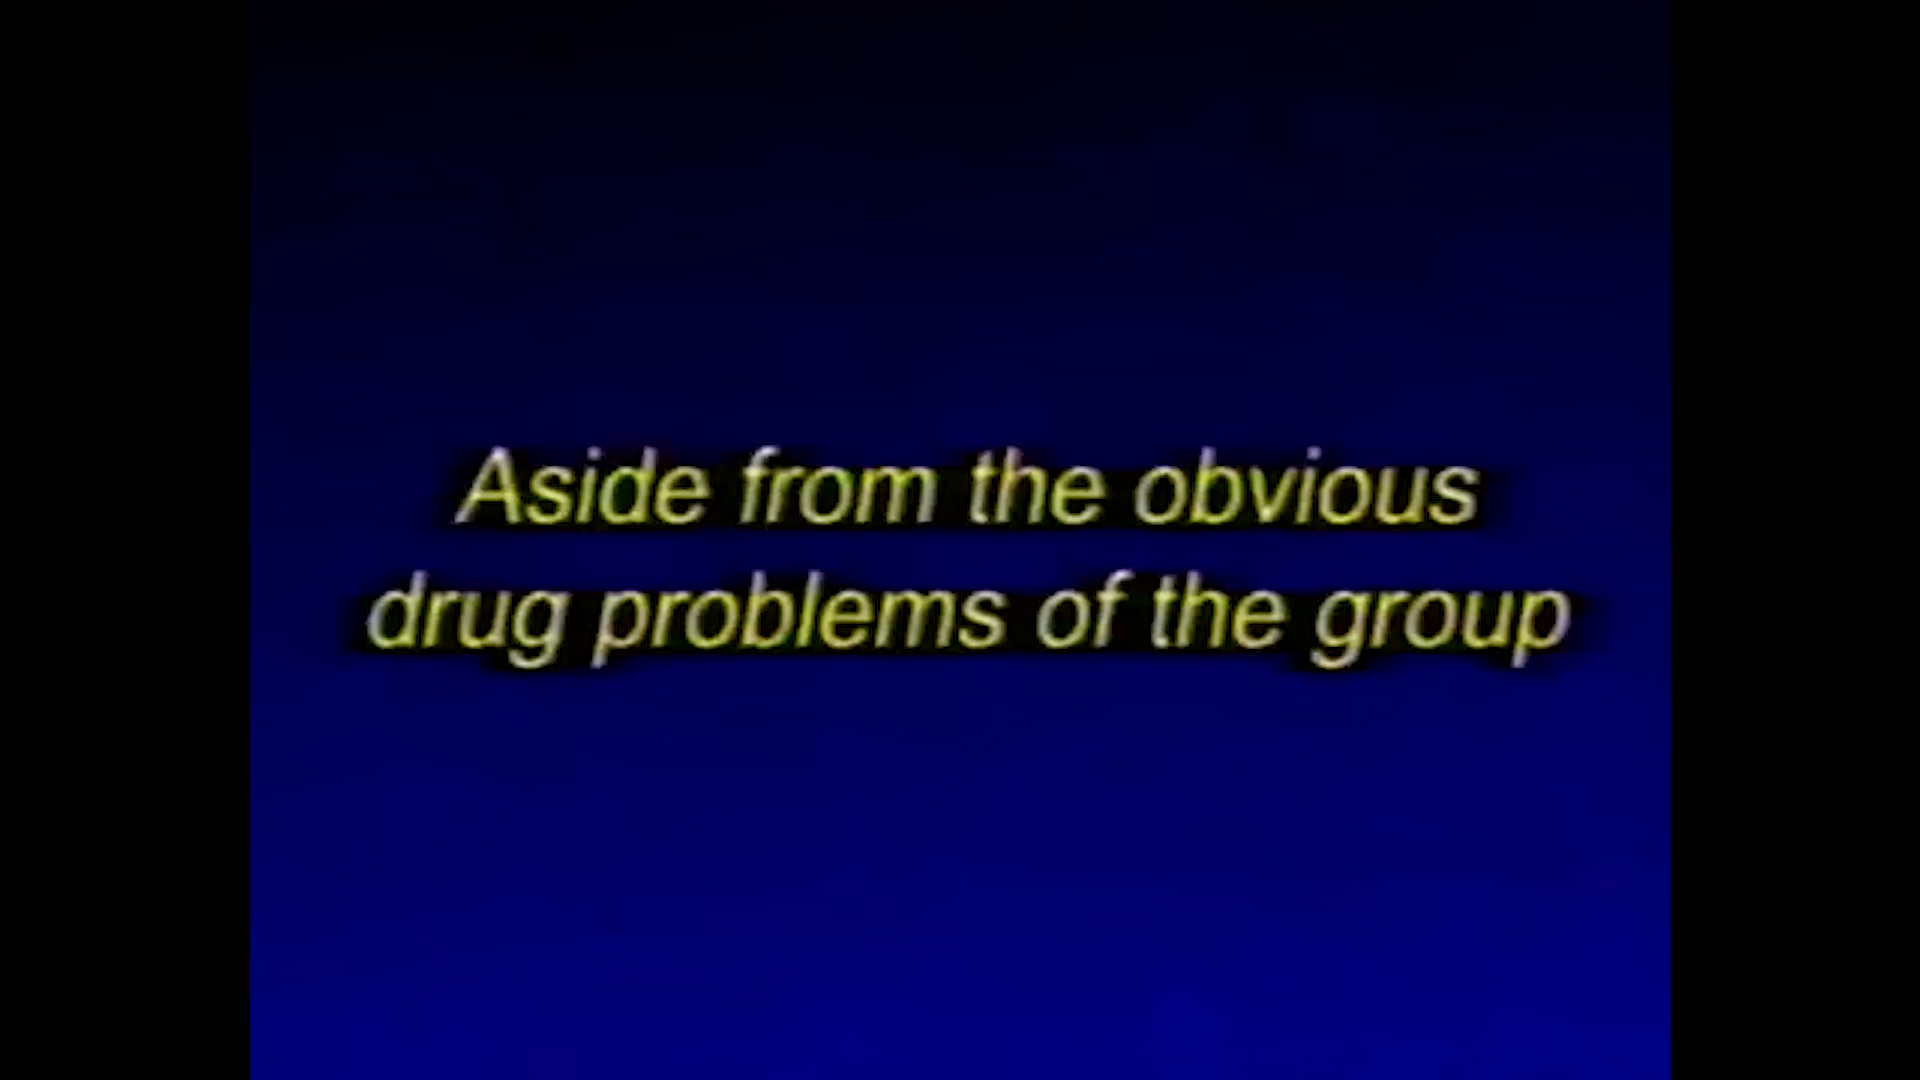 Aside from the obvious
drug problems of the group